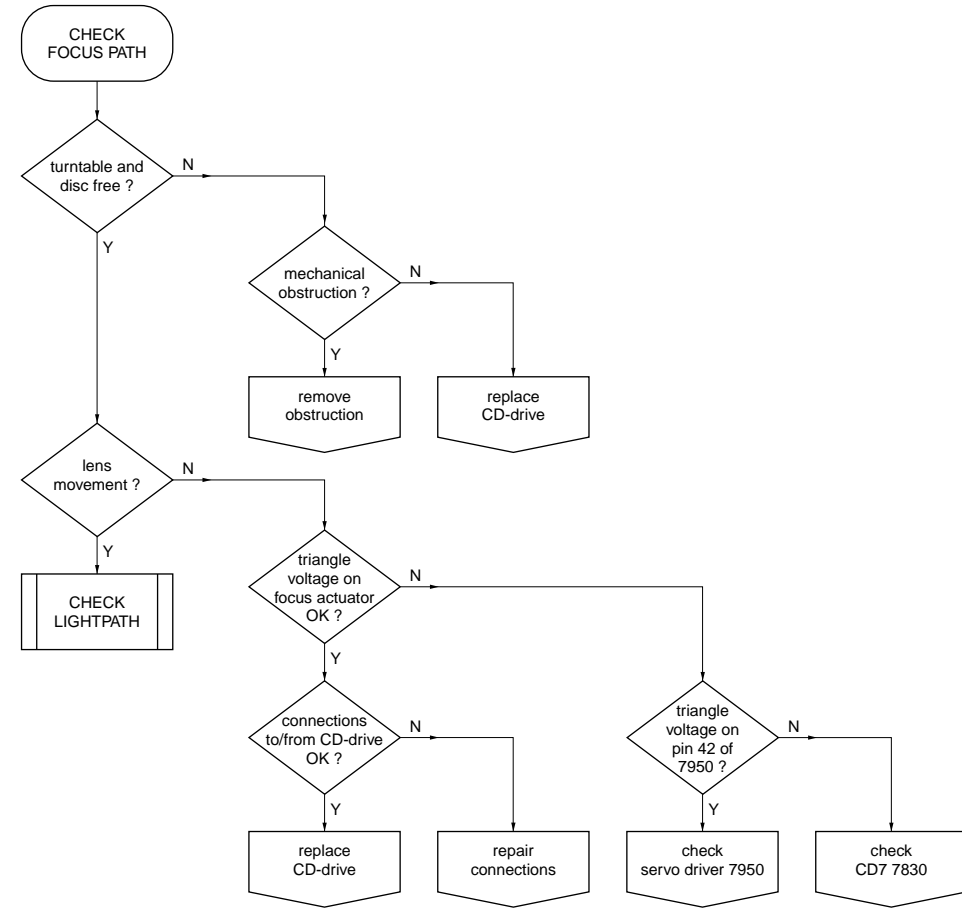 CHECK
FOCUS PATH
turntable and
disc free ?
N
Y
mechanical
obstruction ?
N
Y
remove
obstruction
replace
CD-drive
lens
movement ?
N
Y
CHECK
LIGHTPATH
triangle
voltage on
focus actuator
OK ?
N
Y
connections
to/from CD-drive
OK ?
N
Y
triangle
voltage on
pin 42 of
7950 ?
N
Y
replace
CD-drive
repair
connections
check
servo driver 7950
check
CD7 7830